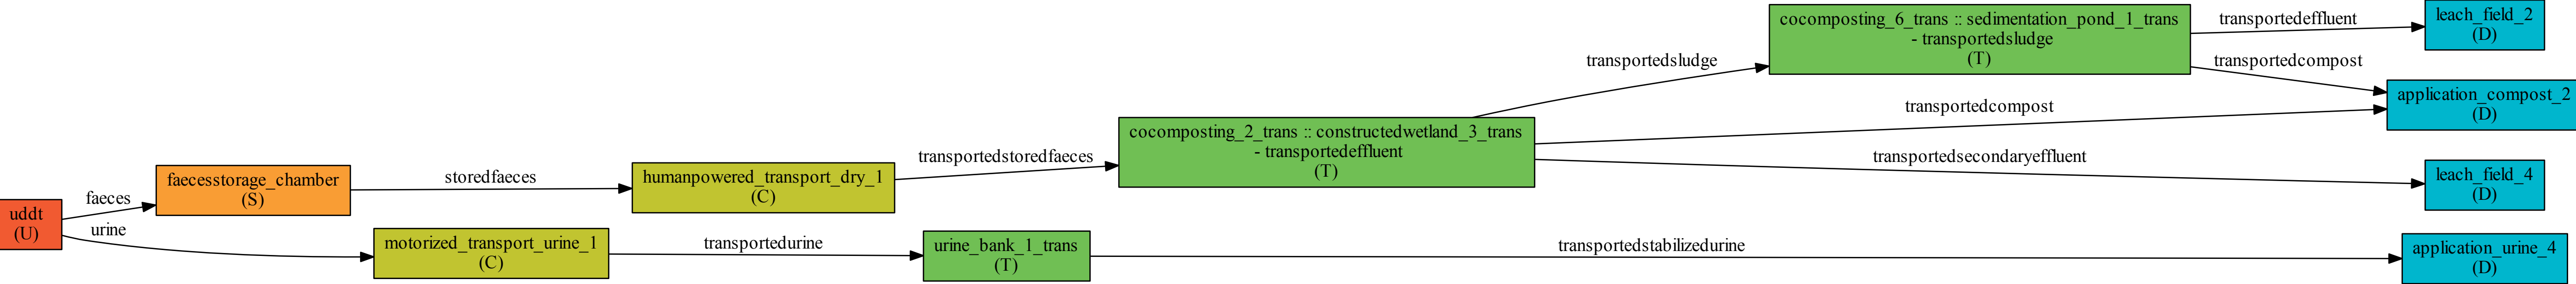 uddt
(U)
faeces
urine
faecesstorage_chamber
(S)
storedfaeces
motorized_transport_urine_1
(C)
humanpowered_transport_dry_1
(C)
transportedurine
transportedstoredfaeces
urine_bank_1_trans
(T)
cocomposting_2_trans :: constructedwetland_3_trans
- transportedeffluent
(T)
transportedsludge
transportedcompost
transportedsecondaryeffluent
transportedstabilizedurine
cocomposting_6_trans :: sedimentation_pond_1_trans
- transportedsludge
(T)
transportedeffluent
transportedcompost
leach_field_2
(D)
application_compost_2
(D)
leach_field_4
(D)
application_urine_4
(D)